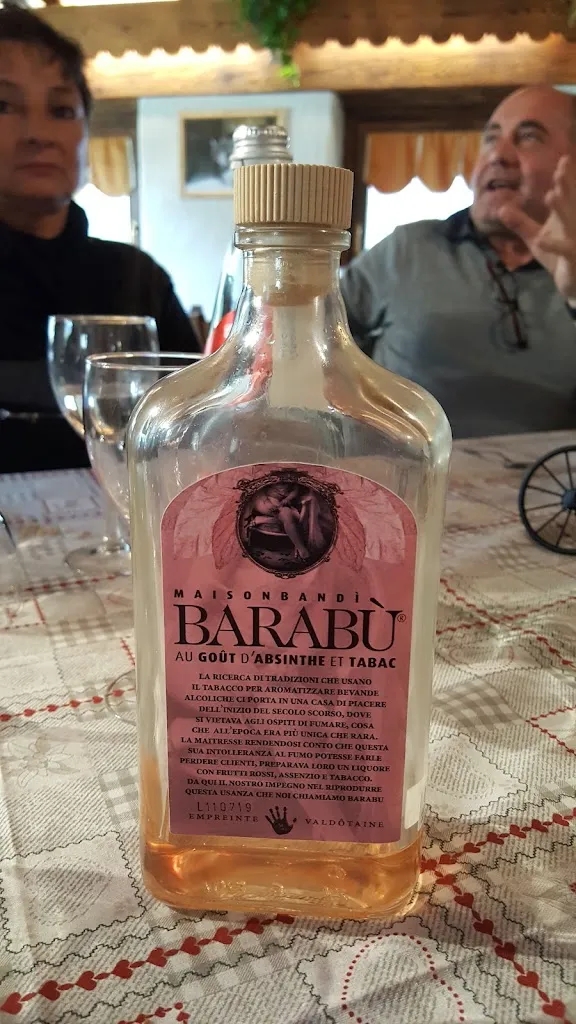 MAISONBANDÌ
BARABÙ®
AU GOÛT D'ABSINTHE ET TABAC
LA RICERCA DI TRADIZIONI CHE USANO
IL TABACCO PER AROMATIZZARE BEVANDE
ALCOLICHE CI PORTA IN UNA CASA DI PIACERE
DELL'INIZIO DEL SECOLO SCORSO, DOVE
SI VIETAVA AGLI OSPITI DI FUMARE, COSA
CHE ALL'EPOCA ERA PIÙ UNICA CHE RARA.
LA MAITRESSE RENDENDOSI CONTO CHE QUESTA
SUA INTOLLERANZA AL FUMO POTESSE FARLE
PERDERE CLIENTI, PREPARAVA LORO UN LIQUORE
CON FRUTTI ROSSI, ASSENZIO E TABACCO.
DA QUI IL NOSTRO IMPEGNO NEL RIPRODURRE
QUESTA USANZA CHE NOI CHIAMIAMO BARABÙ
L110719
EMPREINTE VALDÔTAINE